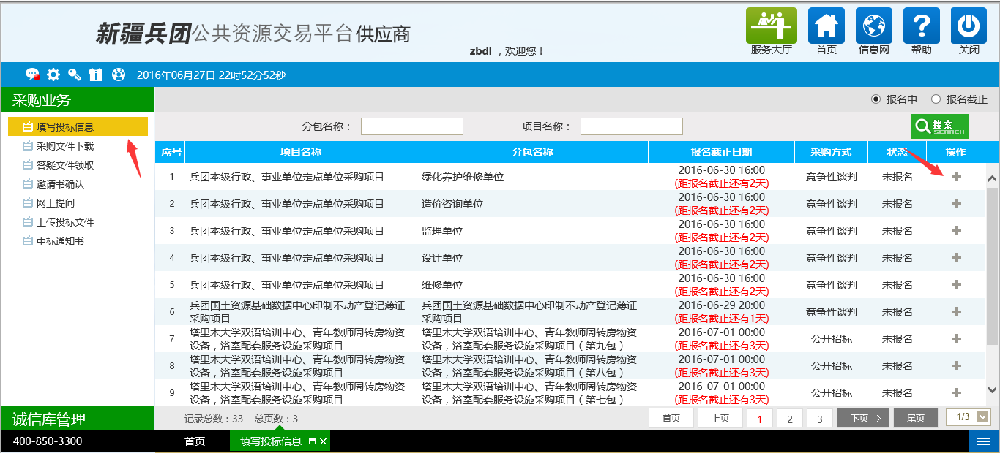 新疆兵团公共资源交易平台供应商
zbdl ，欢迎您！
服务大厅 首页 信息网 帮助 关闭
2016年06月27日 22时52分52秒
采购业务
报名中 报名截止
填写投标信息
采购文件下载
答疑文件领取
邀请书确认
网上提问
上传投标文件
中标通知书
分包名称： 项目名称： 搜索 SEARCH
序号 项目名称 分包名称 报名截止日期 采购方式 状态 操作
1 兵团本级行政、事业单位定点单位采购项目 绿化养护维修单位 2016-06-30 16:00 竞争性谈判 未报名
(距报名截止还有2天)
2 兵团本级行政、事业单位定点单位采购项目 造价咨询单位 2016-06-30 16:00 竞争性谈判 未报名
(距报名截止还有2天)
3 兵团本级行政、事业单位定点单位采购项目 监理单位 2016-06-30 16:00 竞争性谈判 未报名
(距报名截止还有2天)
4 兵团本级行政、事业单位定点单位采购项目 设计单位 2016-06-30 16:00 竞争性谈判 未报名
(距报名截止还有2天)
5 兵团本级行政、事业单位定点单位采购项目 维修单位 2016-06-30 16:00 竞争性谈判 未报名
(距报名截止还有2天)
6 兵团国土资源基础数据中心印制不动产登记薄证 兵团国土资源基础数据中心印制不动产登记薄证 2016-06-29 20:00 竞争性谈判 未报名
采购项目 采购项目 (距报名截止还有1天)
7 塔里木大学双语培训中心、青年教师周转房物资 塔里木大学双语培训中心、青年教师周转房物资 2016-07-01 00:00 公开招标 未报名
设备，浴室配套服务设施采购项目 设备，浴室配套服务设施采购项目（第九包） (距报名截止还有3天)
8 塔里木大学双语培训中心、青年教师周转房物资 塔里木大学双语培训中心、青年教师周转房物资 2016-07-01 00:00 公开招标 未报名
设备，浴室配套服务设施采购项目 设备，浴室配套服务设施采购项目（第八包） (距报名截止还有3天)
9 塔里木大学双语培训中心、青年教师周转房物资 塔里木大学双语培训中心、青年教师周转房物资 2016-07-01 00:00 公开招标 未报名
设备，浴室配套服务设施采购项目 设备，浴室配套服务设施采购项目（第七包） (距报名截止还有3天)
诚信库管理
记录总数：33 总页数：3 首页 上页 1 2 3 下页 尾页 1/3
400-850-3300 首页 填写投标信息